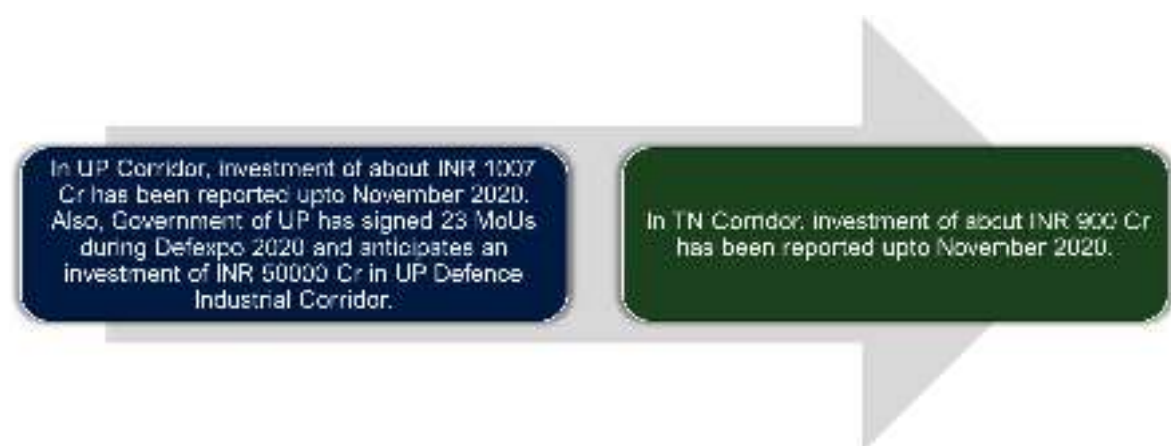 In UP Corridor, investment of about INR 1007
Cr has been reported upto November 2020.
Also, Government of UP has signed 23 MoUs
during Defexpo 2020 and anticipates an
investment of INR 50000 Cr in UP Defence
Industrial Corridor.
In TN Corridor, investment of about INR 900 Cr
has been reported upto November 2020.